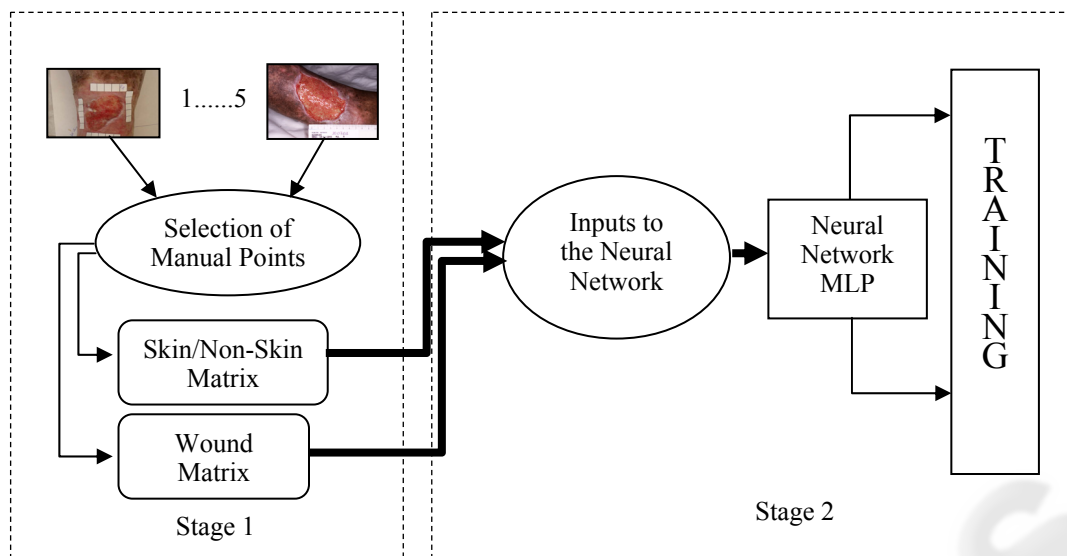 1......5
Selection of
Manual Points
Skin/Non-Skin
Matrix
Wound
Matrix
Stage 1
Inputs to
the Neural
Network
Neural
Network
MLP
TRAINING
Stage 2